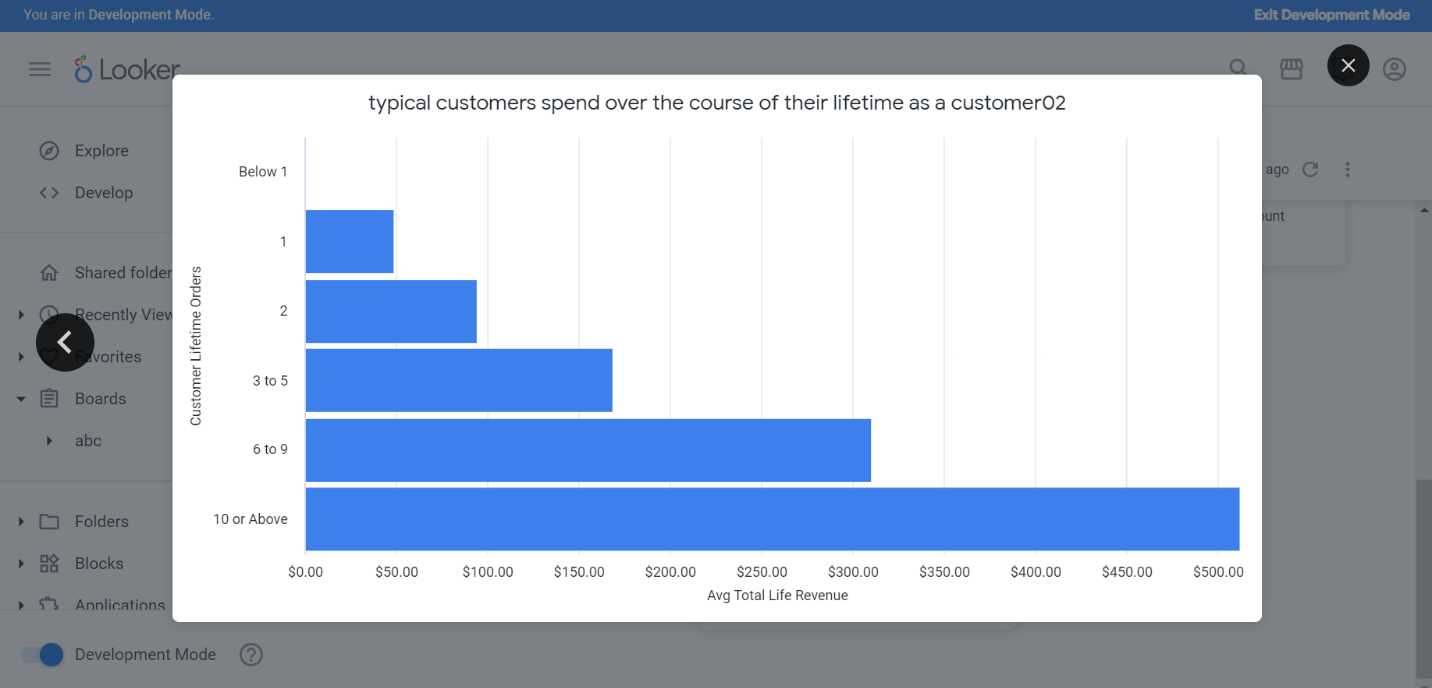 You are in Development Mode.
Exit Development Mode
Looker
Explore
Develop
Shared folder
Recently View
Favorites
Boards
abc
Folders
Blocks
Applications
Development Mode
ago
typical customers spend over the course of their lifetime as a customer02
Customer Lifetime Orders
Below 1
1
2
3 to 5
6 to 9
10 or Above
$0.00 $50.00 $100.00 $150.00 $200.00 $250.00 $300.00 $350.00 $400.00 $450.00 $500.00
Avg Total Life Revenue